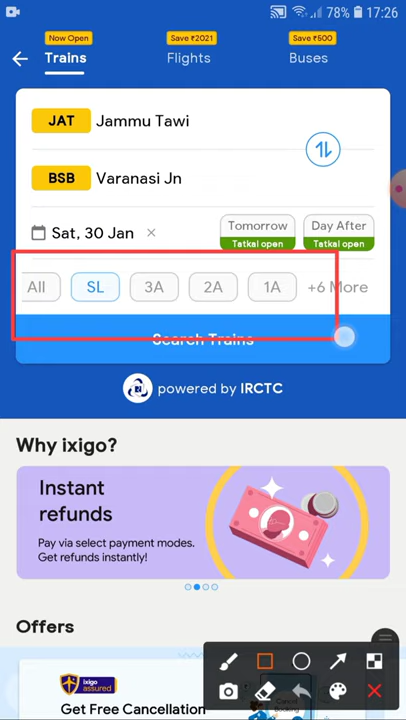 78% 17:26
Now Open
Save ₹2021
Save ₹500
Trains
Flights
Buses
JAT Jammu Tawi
BSB Varanasi Jn
Sat, 30 Jan ×
Tomorrow
Tatkal open
Day After
Tatkal open
All SL 3A 2A 1A +6 More
Search Trains
powered by IRCTC
Why ixigo?
Instant
refunds
Pay via select payment modes.
Get refunds instantly!
Offers
ixigo
assured
Get Free Cancellation